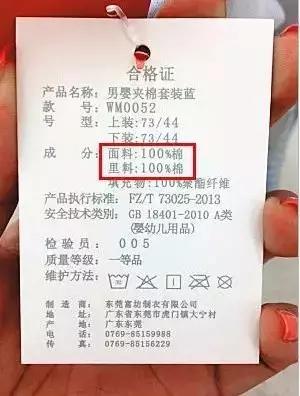 合格证
产品名称:男婴夹棉套装蓝
款 号:WM0052
号 型:上装:73/44
下装:73/44
成 分:面料:100%棉
里料:100%棉
填充物:100%聚酯纤维
产品执行标准:FZ/T 73025-2013
安全技术类别:GB 18401-2010 A类
(婴幼儿用品)
检 验 员:005
质量等级:一等品
维护方法:
制 造 商:东莞富坊制衣有限公司
地 址:广东省东莞市虎门镇大宁村
产 地:广东东莞
电 话:0769-85159988
传 真:0769-85156229